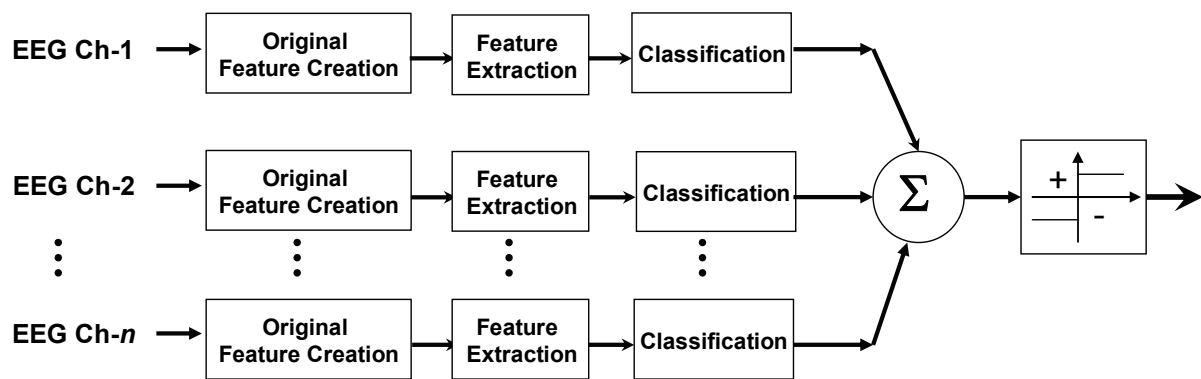 EEG Ch-1
Original
Feature Creation
Feature
Extraction
Classification
EEG Ch-2
Original
Feature Creation
Feature
Extraction
Classification
Σ
+
-
EEG Ch-n
Original
Feature Creation
Feature
Extraction
Classification